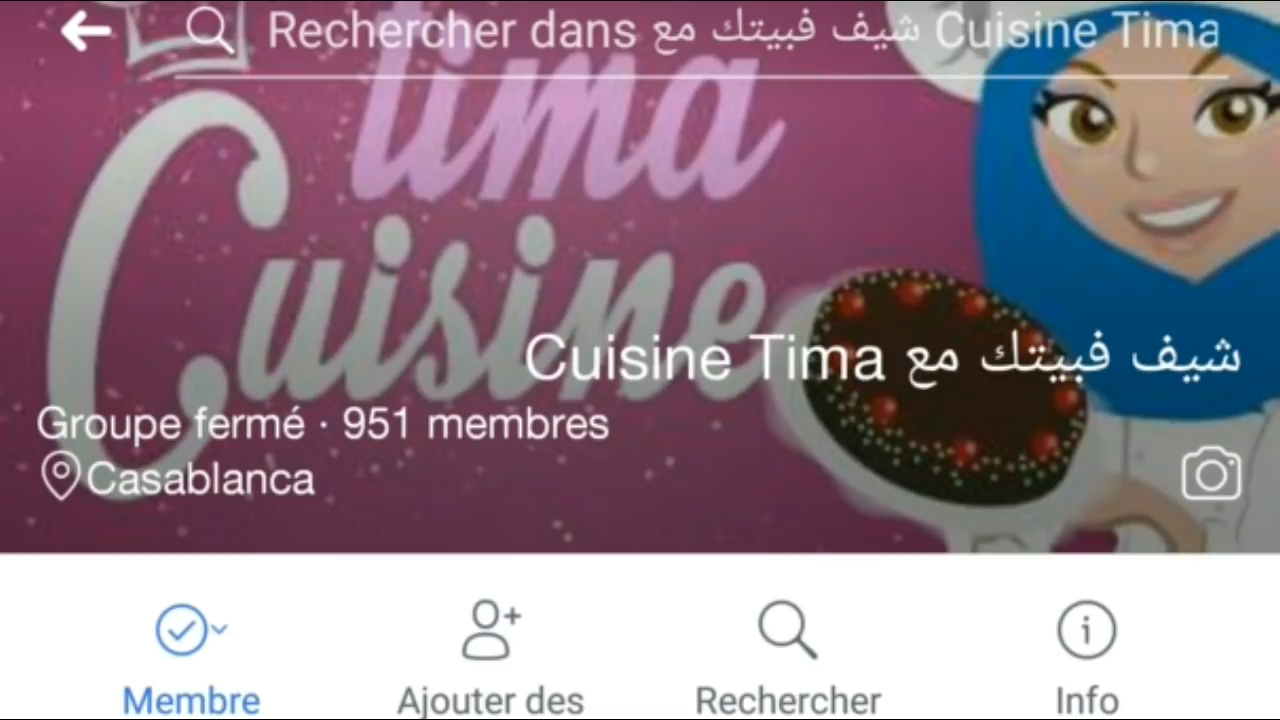 Rechercher dans شيف فبيتك مع Cuisine Tima
tima
Cuisine
شيف فبيتك مع Cuisine Tima
Groupe fermé · 951 membres
Casablanca
Membre
Ajouter des
Rechercher
Info